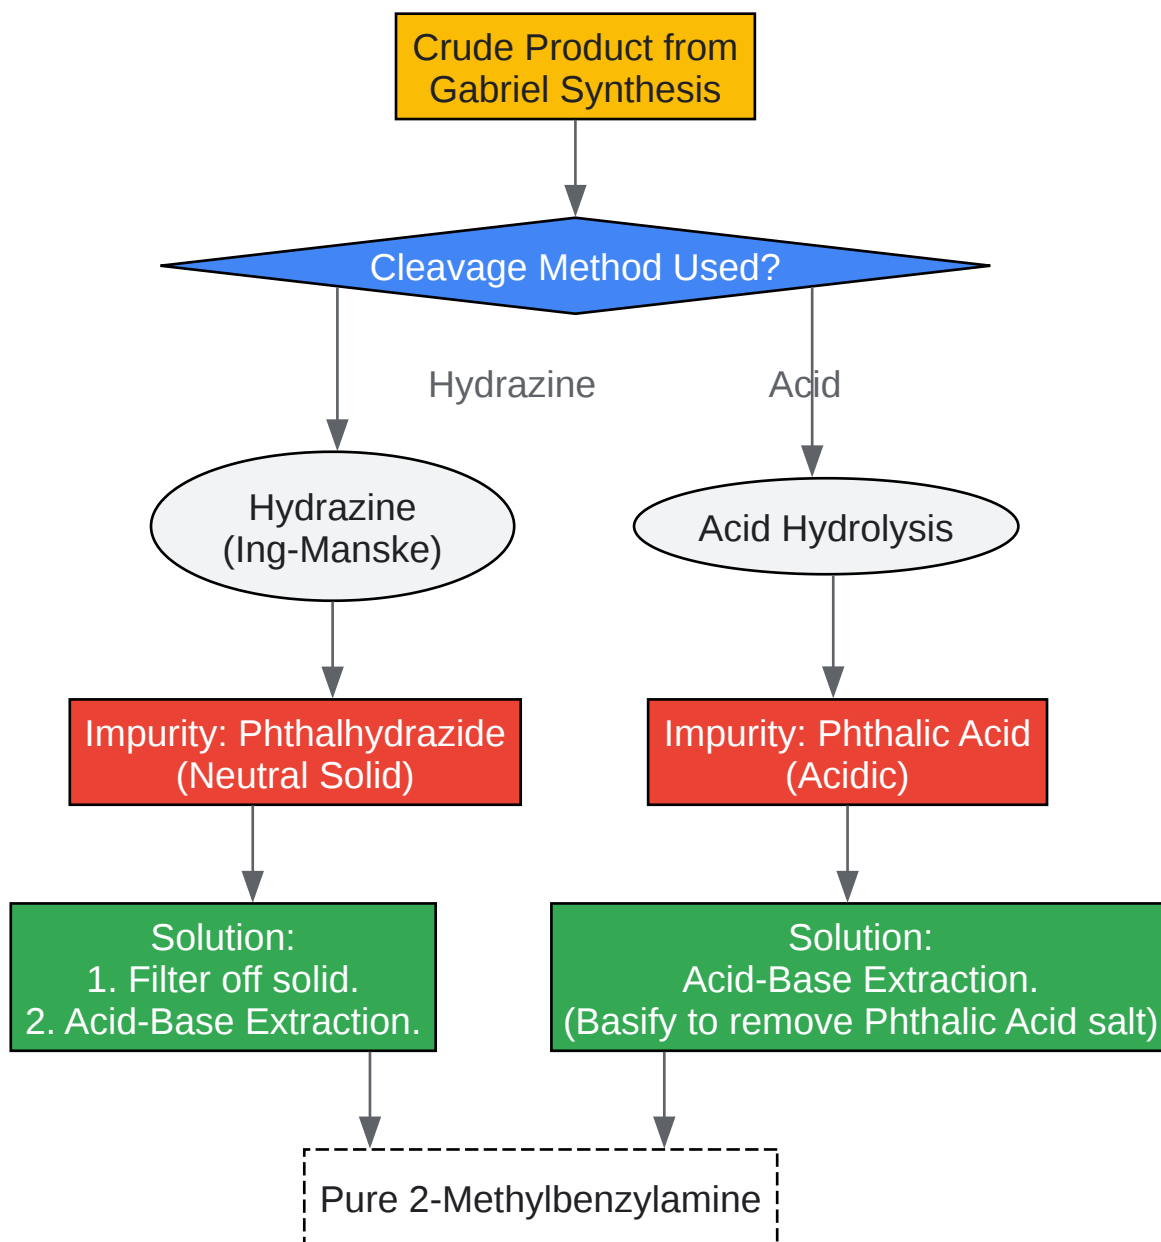 Crude Product from
Gabriel Synthesis
Cleavage Method Used?
Hydrazine
Acid
Hydrazine
(Ing-Manske)
Acid Hydrolysis
Impurity: Phthalhydrazide
(Neutral Solid)
Impurity: Phthalic Acid
(Acidic)
Solution:
1. Filter off solid.
2. Acid-Base Extraction.
Solution:
Acid-Base Extraction.
(Basify to remove Phthalic Acid salt)
Pure 2-Methylbenzylamine